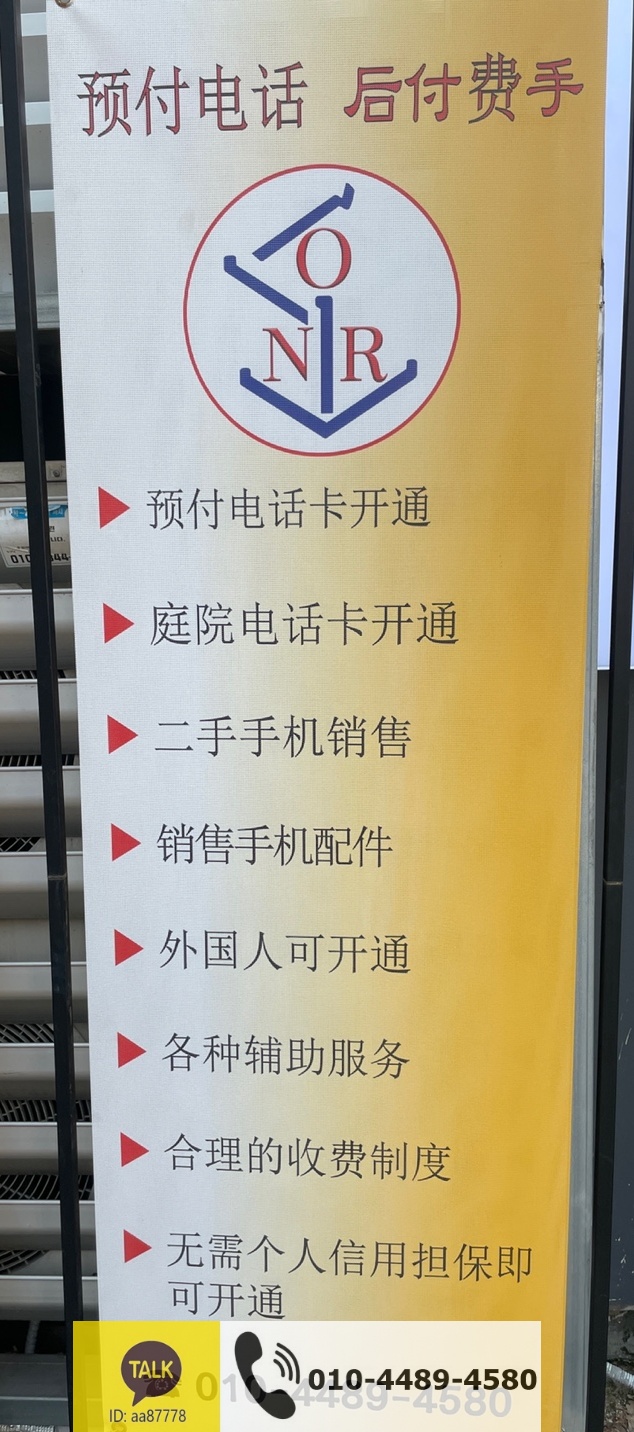 预付电话 后付费手
O
N R
预付电话卡开通
庭院电话卡开通
二手手机销售
销售手机配件
外国人可开通
各种辅助服务
合理的收费制度
无需个人信用担保即
可开通
TALK
ID: aa87778
010-4489-4580
010-4489-4580